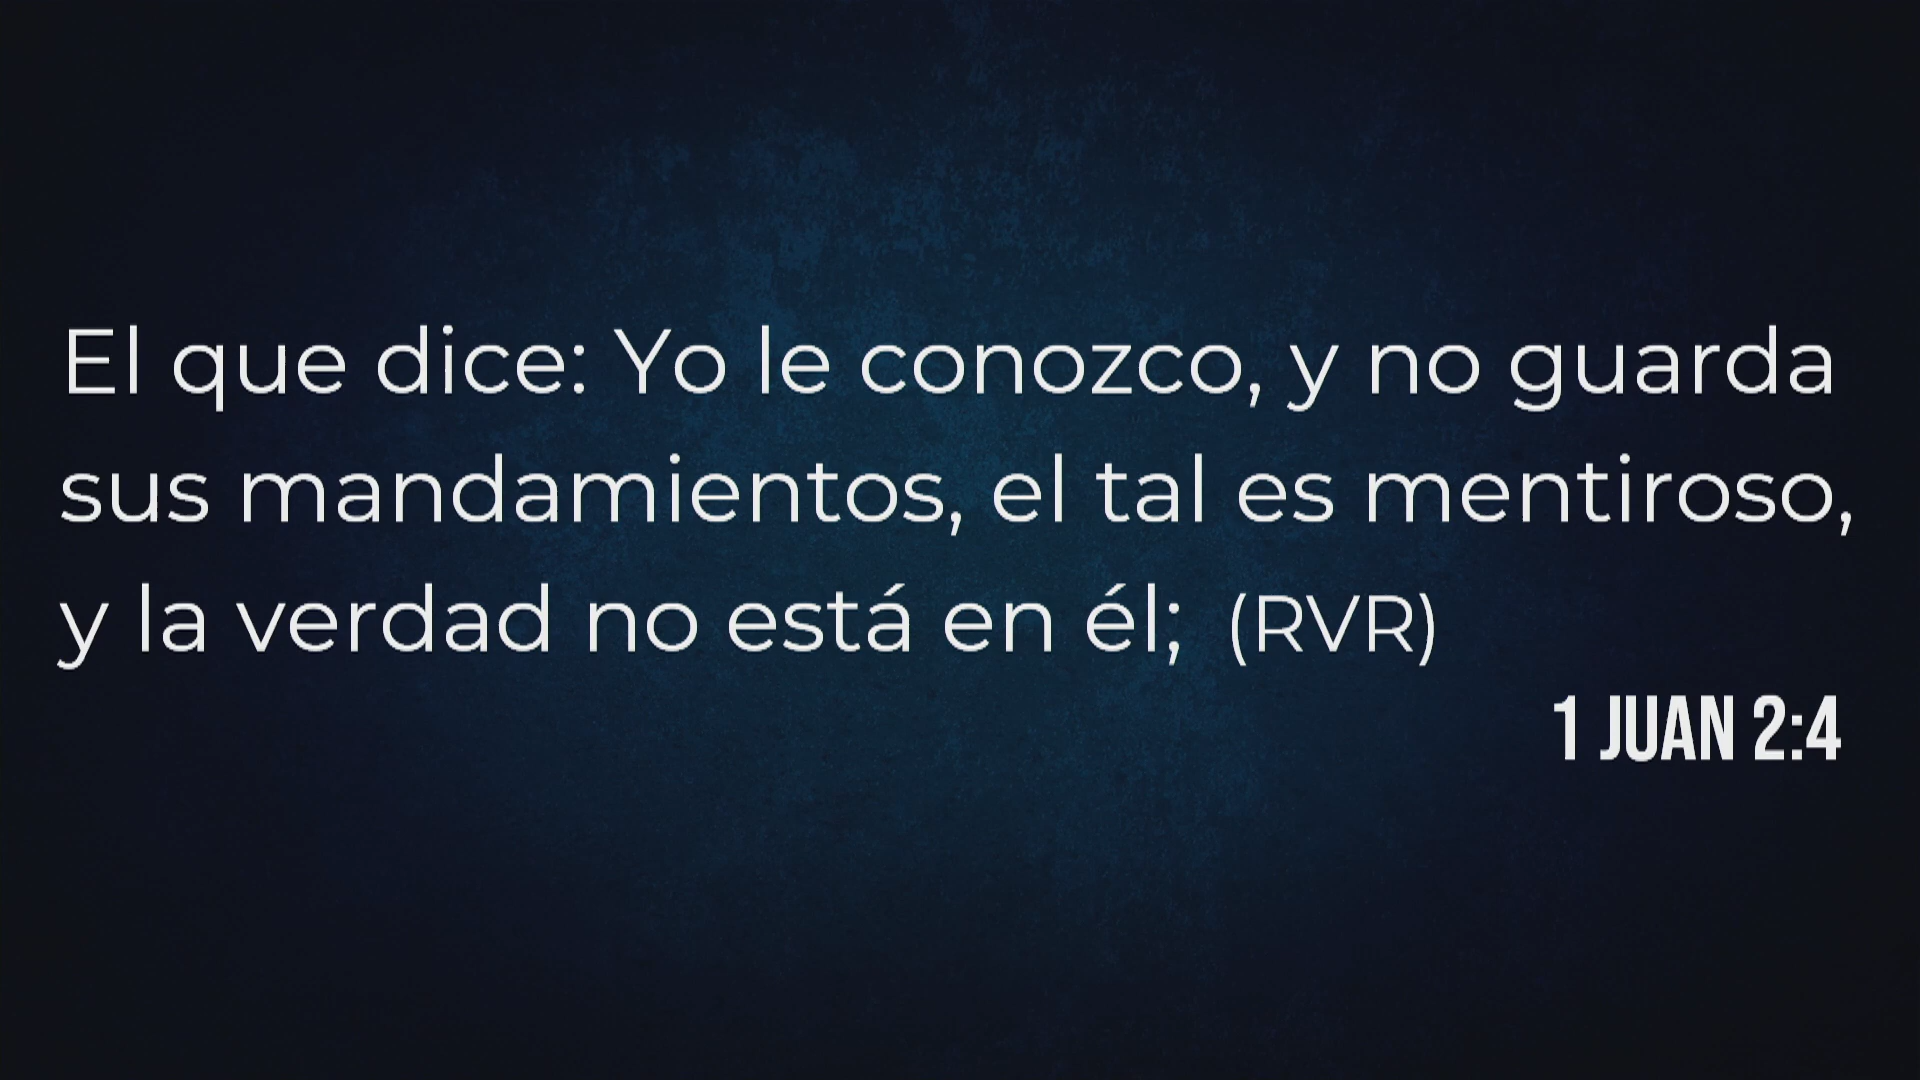 El que dice: Yo le conozco, y no guarda
sus mandamientos, el tal es mentiroso,
y la verdad no está en él; (RVR)
1 JUAN 2:4